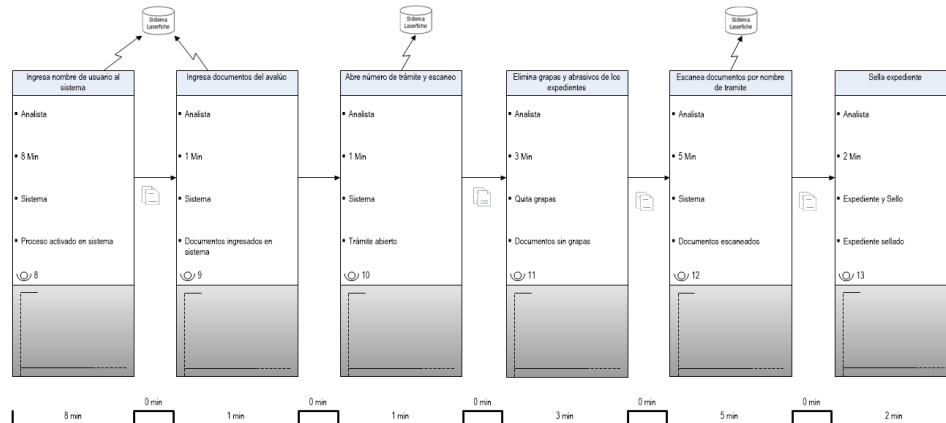 Sistema
Laserfiche
Sistema
Laserfiche
Sistema
Laserfiche
Ingresa nombre de usuario al
sistema
▪ Analista
▪ 8 Min
▪ Sistema
▪ Proceso activado en sistema
8
Ingresa documentos del avalúo
Analista
▪ 1 Min
▪ Sistema
▪ Documentos ingresados en
sistema
9
Abre número de trámite y escaneo
▪ Analista
▪ 1 Min
▪ Sistema
▪ Trámite abierto
10
Elimina grapas y abrasivos de los
expedientes
▪ Analista
▪ 3 Min
▪ Quita grapas
▪ Documentos sin grapas
11
Escanea documentos por nombre
de tramite
▪ Analista
▪ 5 Min
▪ Sistema
▪ Documentos escaneados
12
Sella expediente
▪ Analista
▪ 2 Min
▪ Expediente y Sello
▪ Expediente sellado
13
8 min
0 min
1 min
0 min
1 min
0 min
3 min
0 min
5 min
0 min
2 min